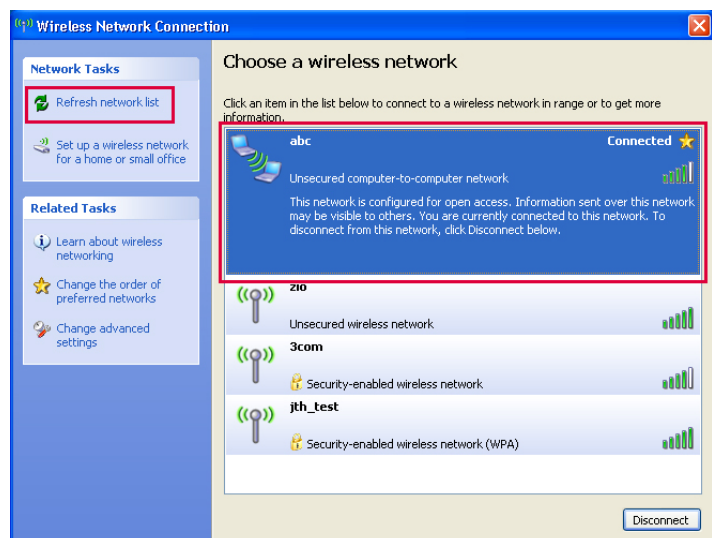 Wireless Network Connection
Network Tasks
Refresh network list
Set up a wireless network
for a home or small office
Related Tasks
Learn about wireless
networking
Change the order of
preferred networks
Change advanced
settings
Choose a wireless network
Click an item in the list below to connect to a wireless network in range or to get more
information.
abc Connected
Unsecured computer-to-computer network
This network is configured for open access. Information sent over this network
may be visible to others. You are currently connected to this network. To
disconnect from this network, click Disconnect below.
zio
Unsecured wireless network
3com
Security-enabled wireless network
jth_test
Security-enabled wireless network (WPA)
Disconnect